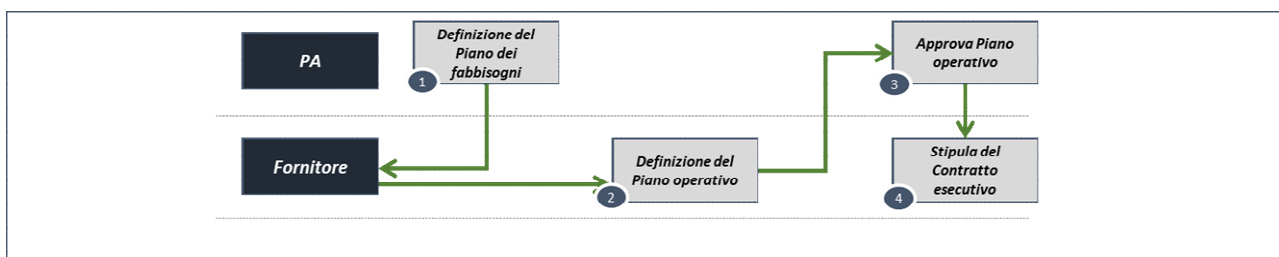 PA
Definizione del
Piano dei
fabbisogni
1
Approva Piano
operativo
3
Fornitore
Definizione del
Piano operativo
2
Stipula del
Contratto
esecutivo
4